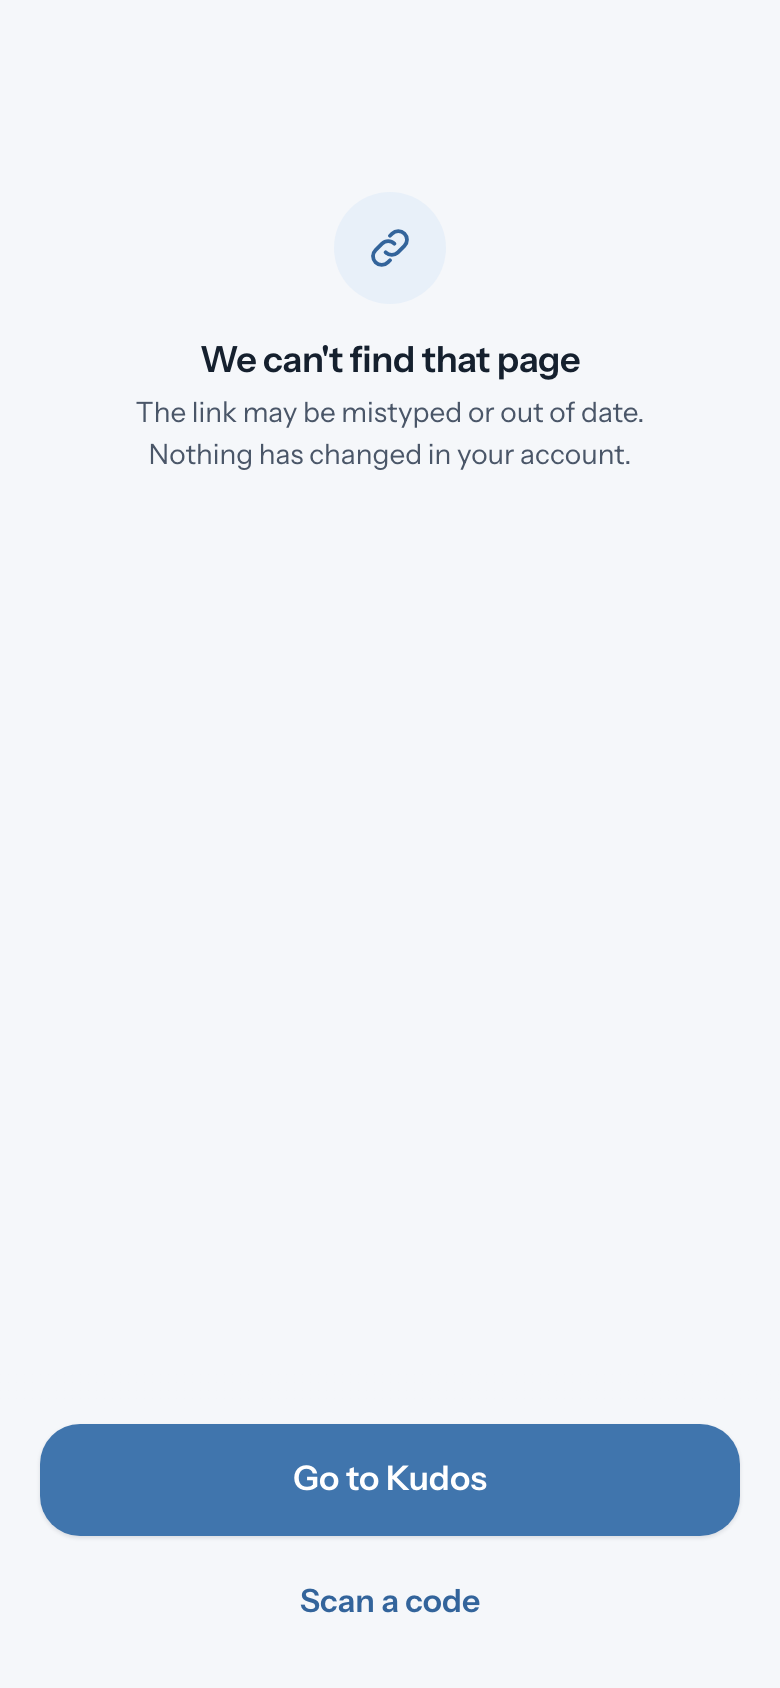 We can't find that page
The link may be mistyped or out of date.
Nothing has changed in your account.
Go to Kudos
Scan a code